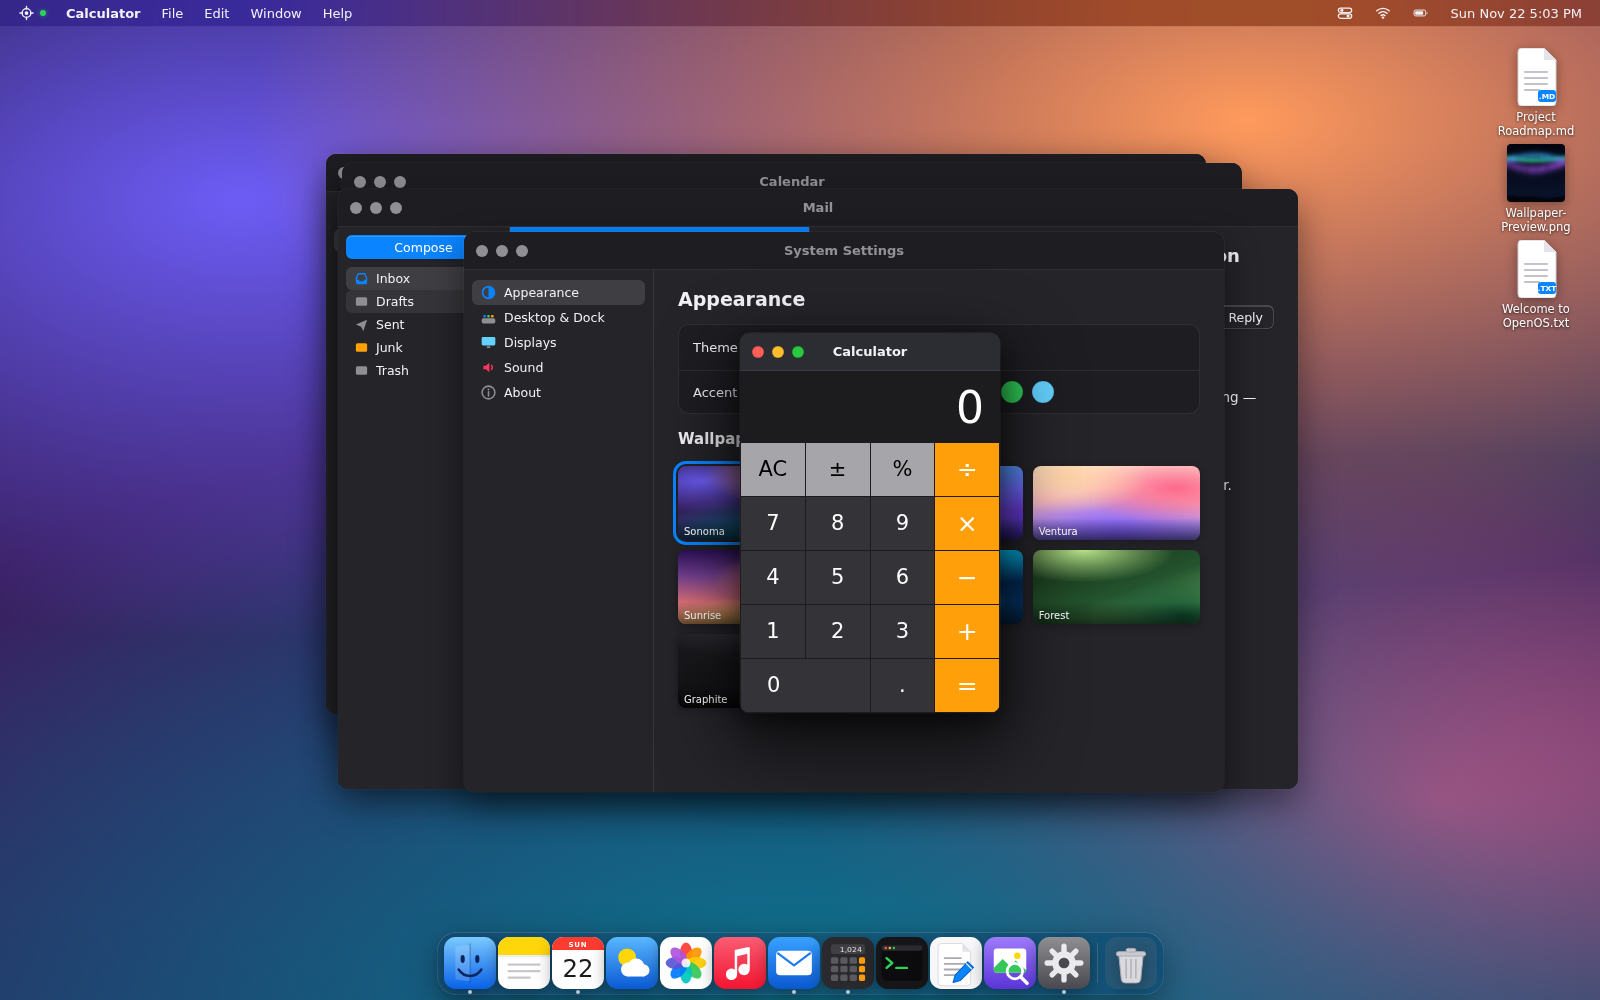 Calculator File Edit Window Help
Sun Nov 22 5:03 PM
.MD
Project
Roadmap.md
Wallpaper-
Preview.png
.TXT
Welcome to
OpenOS.txt
Calendar
Mail
Compose
Inbox
Drafts
Sent
Junk
Trash
Reply
System Settings
Appearance
Desktop & Dock
Displays
Sound
About
Appearance
Theme
Accent
Sonoma
Ventura
Sunrise
Forest
Graphite
Calculator
0
AC ± % ÷
7 8 9 ×
4 5 6 −
1 2 3 +
0 . =
SUN
22
1,024